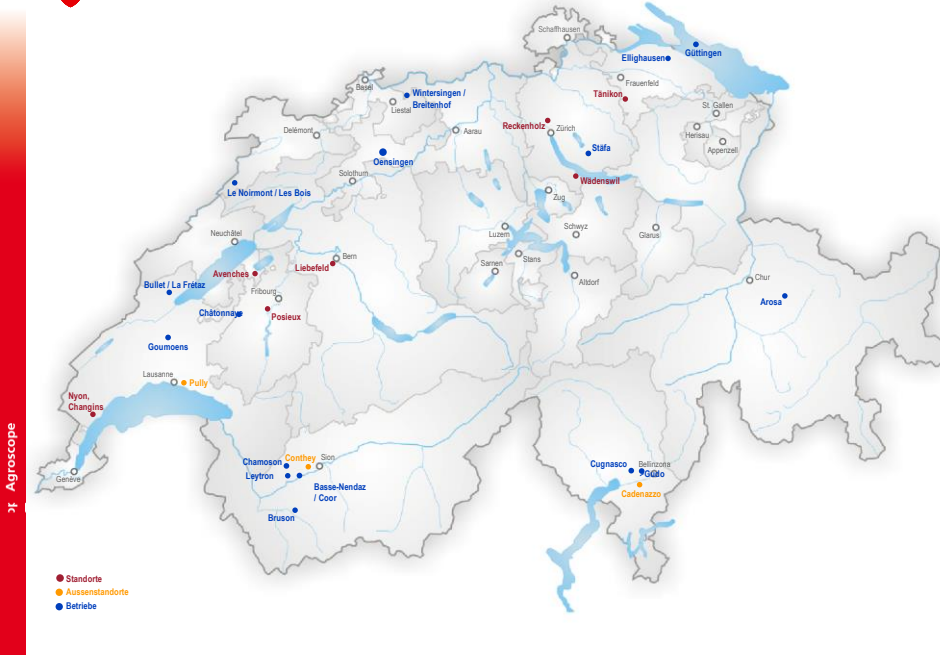 Schaffhausen
Güttingen
Ellighausen
Frauenfeld
Basel
Wintersingen /
Breitenhof
Tänikon
Liestal
St. Gallen
Reckenholz
Zürich
Delémont
Aarau
Herisau
Stäfa
Appenzell
Oensingen
Solothurn
Wädenswil
Le Noirmont / Les Bois
Zug
Neuchâtel
Luzern
Schwyz
Glarus
Bern
Stans
Liebefeld
Sarnen
Avenches
Chur
Altdorf
Bullet / La Frétaz
Fribourg
Arosa
Châtonnaye
Posieux
Goumoens
Lausanne
Pully
Nyon,
Changins
Chamoson
Conthey
Sion
Cugnasco
Bellinzona
Gudo
Leytron
Genève
Basse-Nendaz
/ Coor
Cadenazzo
Bruson
Agroscope
Standorte
Aussenstandorte
Betriebe